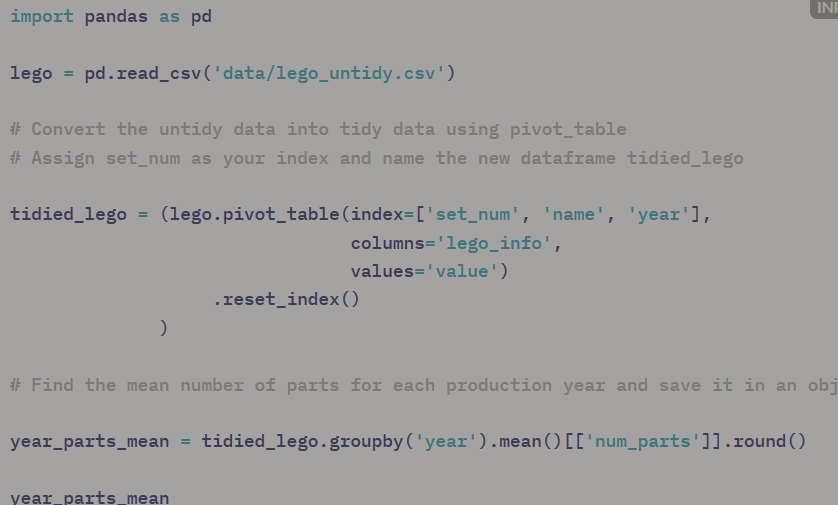 import pandas as pd
lego = pd.read_csv('data/lego_untidy.csv')
# Convert the untidy data into tidy data using pivot_table
# Assign set_num as your index and name the new dataframe tidied_lego
tidied_lego = (lego.pivot_table(index=['set_num', 'name', 'year'],
columns='lego_info',
values='value')
.reset_index()
)
# Find the mean number of parts for each production year and save it in an
year_parts_mean = tidied_lego.groupby('year').mean()[['num_parts']].round()
year_parts_mean